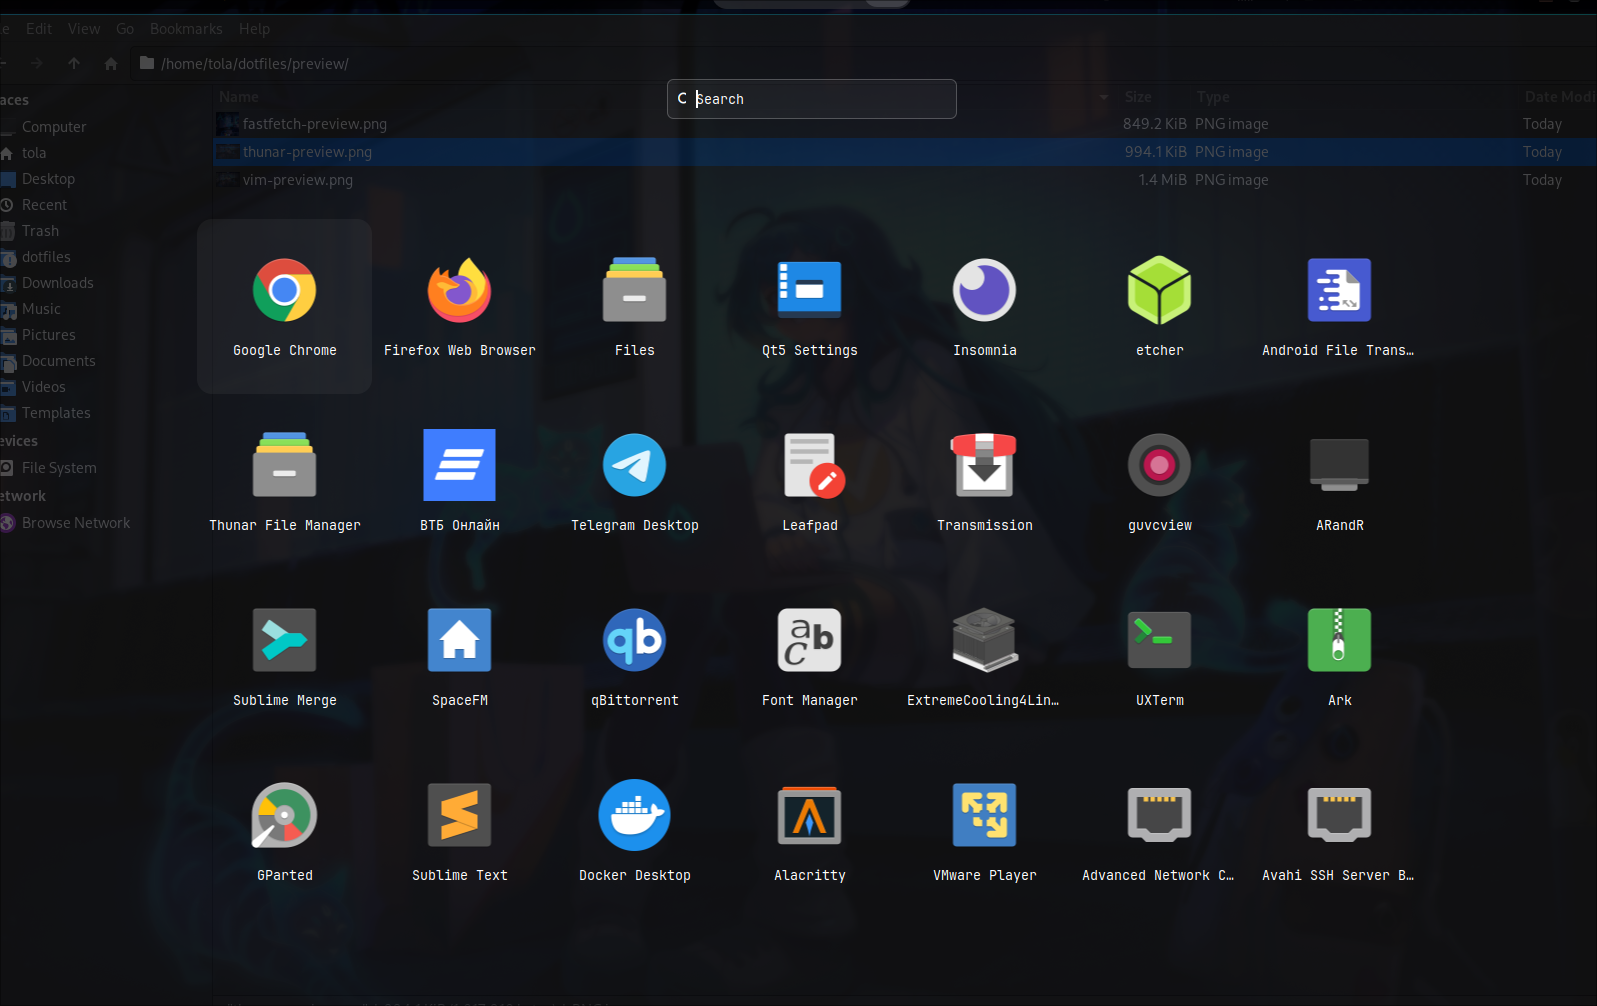 Edit View Go Bookmarks Help
/home/tola/dotfiles/preview/
Search
Name Size Type Date Modi
fastfetch-preview.png 849.2 KiB PNG image Today
thunar-preview.png 994.1 KiB PNG image Today
vim-preview.png 1.4 MiB PNG image Today
aces
Computer
tola
Desktop
Recent
Trash
dotfiles
Downloads
Music
Pictures
Documents
Videos
Templates
evices
File System
etwork
Browse Network
Google Chrome
Firefox Web Browser
Files
Qt5 Settings
Insomnia
etcher
Android File Trans…
Thunar File Manager
ВТБ Онлайн
Telegram Desktop
Leafpad
Transmission
guvcview
ARandR
Sublime Merge
SpaceFM
qb
qBittorrent
abc
Font Manager
ExtremeCooling4Lin…
UXTerm
Ark
GParted
Sublime Text
Docker Desktop
Alacritty
VMware Player
Advanced Network C…
Avahi SSH Server B…